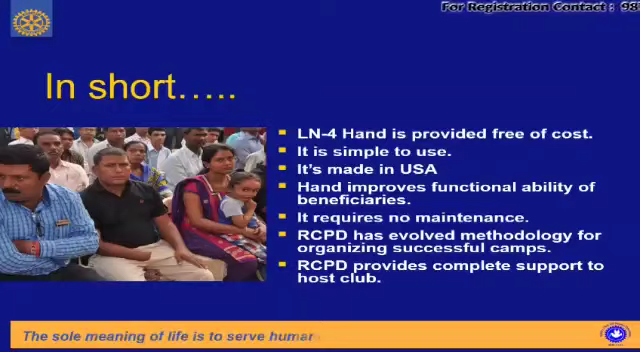 For Registration Contact : 98
In short…..
LN-4 Hand is provided free of cost.
It is simple to use.
It's made in USA
Hand improves functional ability of
beneficiaries.
It requires no maintenance.
RCPD has evolved methodology for
organizing successful camps.
RCPD provides complete support to
host club.
The sole meaning of life is to serve human